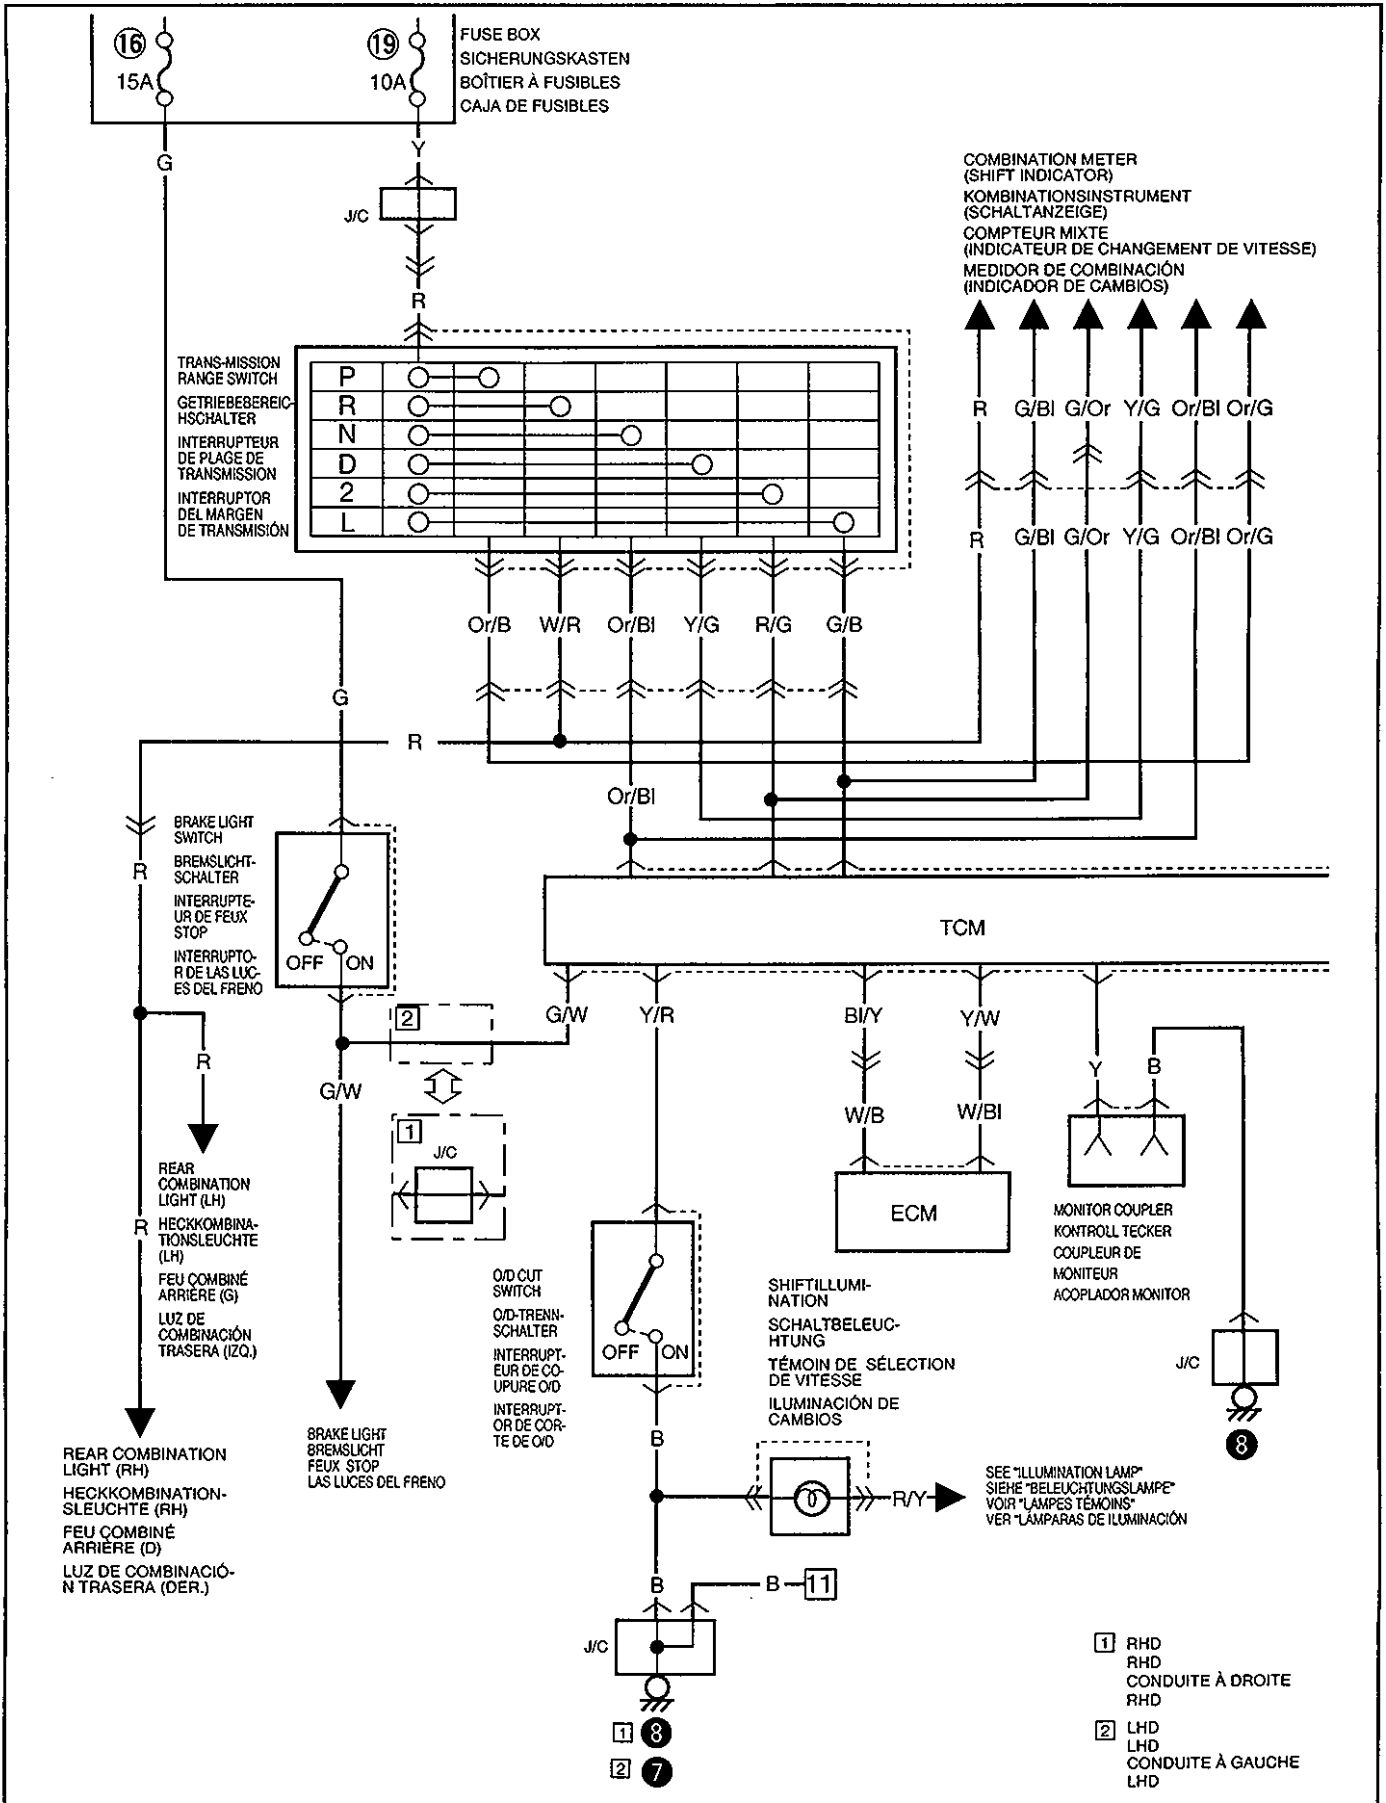 16
15A
19
10A
FUSE BOX
SICHERUNGSKASTEN
BOÎTIER À FUSIBLES
CAJA DE FUSIBLES
G
Y
J/C
R
COMBINATION METER
(SHIFT INDICATOR)
KOMBINATIONSINSTRUMENT
(SCHALTANZEIGE)
COMPTEUR MIXTE
(INDICATEUR DE CHANGEMENT DE VITESSE)
MEDIDOR DE COMBINACIÓN
(INDICADOR DE CAMBIOS)
TRANS-MISSION
RANGE SWITCH
GETRIEBEBEREIC-
HSCHALTER
INTERRUPTEUR
DE PLAGE DE
TRANSMISSION
INTERRUPTOR
DEL MARGEN
DE TRANSMISIÓN
P
R
N
D
2
L
R G/Bl G/Or Y/G Or/Bl Or/G
R G/Bl G/Or Y/G Or/Bl Or/G
Or/B W/R Or/Bl Y/G R/G G/B
G
R
Or/Bl
BRAKE LIGHT
SWITCH
BREMSLICHT-
SCHALTER
INTERRUPTE-
UR DE FEUX
STOP
INTERRUPTO-
R DE LAS LUC-
ES DEL FRENO
R
OFF ON
TCM
2
G/W Y/R Bl/Y Y/W
R
G/W
Y B
W/B W/Bl
1
J/C
REAR
COMBINATION
LIGHT (LH)
HECKKOMBINA-
TIONSLEUCHTE
(LH)
FEU COMBINÉ
ARRIÈRE (G)
LUZ DE
COMBINACIÓN
TRASERA (IZQ.)
R
ECM
MONITOR COUPLER
KONTROLL TECKER
COUPLEUR DE
MONITEUR
ACOPLADOR MONITOR
O/D CUT
SWITCH
O/D-TRENN-
SCHALTER
INTERRUPT-
EUR DE CO-
UPURE O/D
INTERRUPT-
OR DE COR-
TE DE O/D
OFF ON
SHIFTILLUMI-
NATION
SCHALTBELEUC-
HTUNG
TÉMOIN DE SÉLECTION
DE VITESSE
ILUMINACIÓN DE
CAMBIOS
J/C
8
REAR COMBINATION
LIGHT (RH)
HECKKOMBINATION-
SLEUCHTE (RH)
FEU COMBINÉ
ARRIÈRE (D)
LUZ DE COMBINACIÓ-
N TRASERA (DER.)
BRAKE LIGHT
BREMSLICHT
FEUX STOP
LAS LUCES DEL FRENO
B
R/Y
SEE "ILLUMINATION LAMP"
SIEHE "BELEUCHTUNGSLAMPE"
VOIR "LAMPES TÉMOINS"
VER "LÁMPARAS DE ILUMINACIÓN
B
B 11
J/C
1 8
2 7
1 RHD
RHD
CONDUITE À DROITE
RHD
2 LHD
LHD
CONDUITE À GAUCHE
LHD